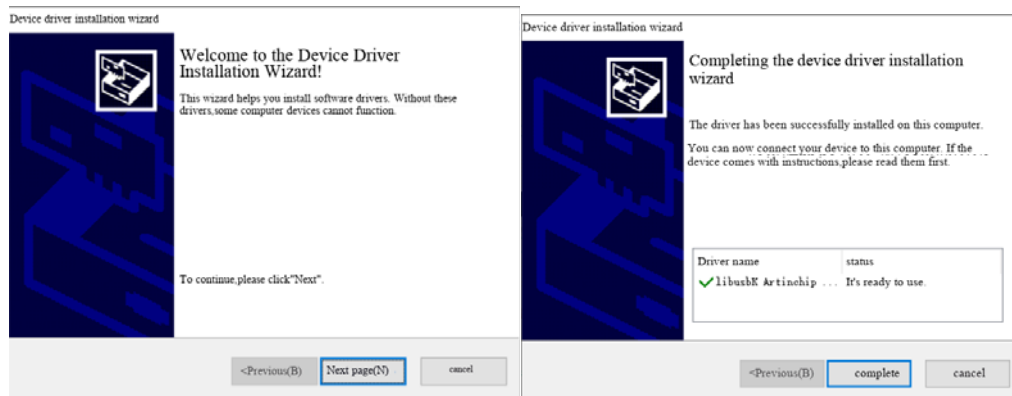 Device driver installation wizard
Welcome to the Device Driver
Installation Wizard!
This wizard helps you install software drivers. Without these
drivers,some computer devices cannot function.
To continue,please click"Next".
<Previous(B)
Next page(N)
cancel
Device driver installation wizard
Completing the device driver installation
wizard
The driver has been successfully installed on this computer.
You can now connect your device to this computer. If the
device comes with instructions,please read them first.
Driver name status
libusbK Artinchip ... It's ready to use.
<Previous(B)
complete
cancel